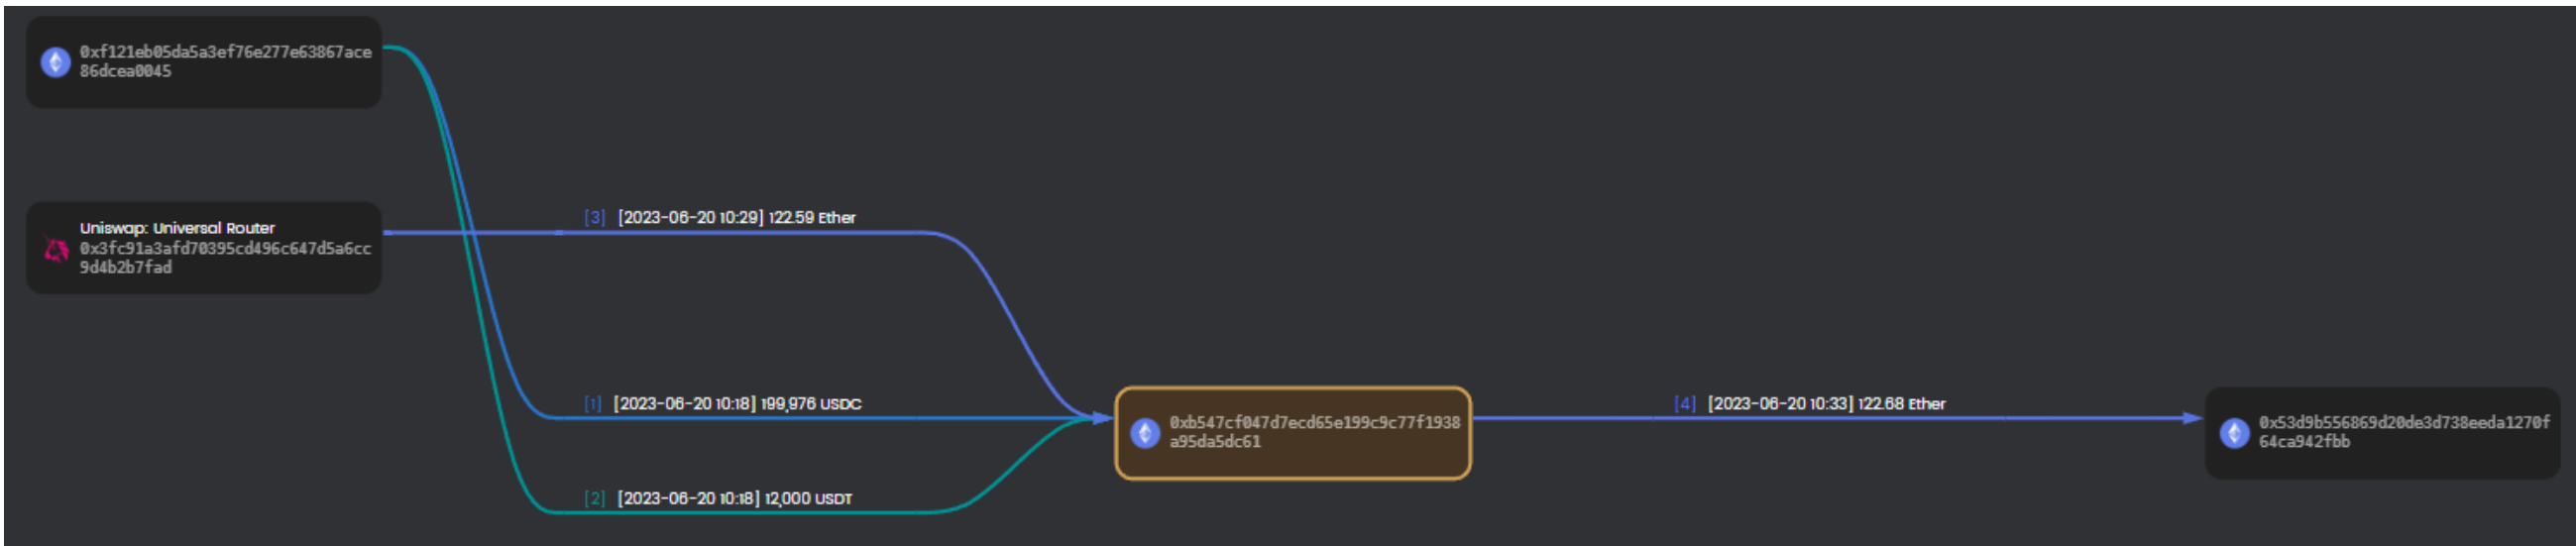 0xf121eb05da5a3ef76e277e63867ace
86dcea0045
Uniswap: Universal Router
0x3fc91a3afd70395cd496c647d5a6cc
9d4b2b7fad
[3] [2023-06-20 10:29] 122.59 Ether
[1] [2023-06-20 10:18] 199,976 USDC
[2] [2023-06-20 10:18] 12,000 USDT
0xb547cf047d7ecd65e199c9c77f1938
a95da5dc61
[4] [2023-06-20 10:33] 122.68 Ether
0x53d9b556869d20de3d738eeda1270f
64ca942fbb